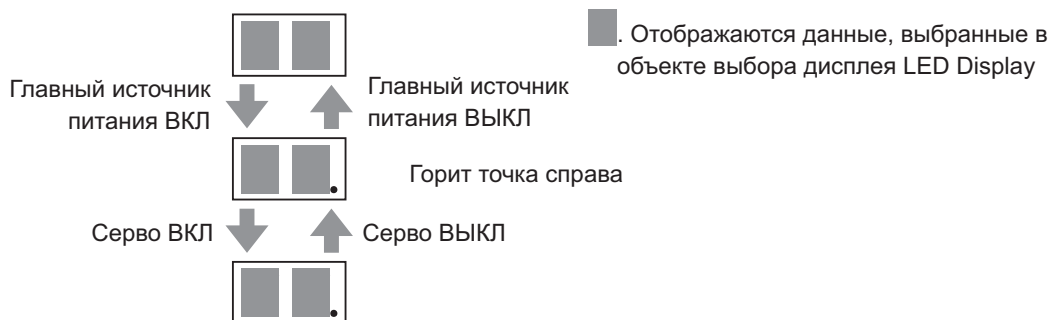 . Отображаются данные, выбранные в
объекте выбора дисплея LED Display
Главный источник
питания ВКЛ
Главный источник
питания ВЫКЛ
Горит точка справа
Серво ВКЛ
Серво ВЫКЛ